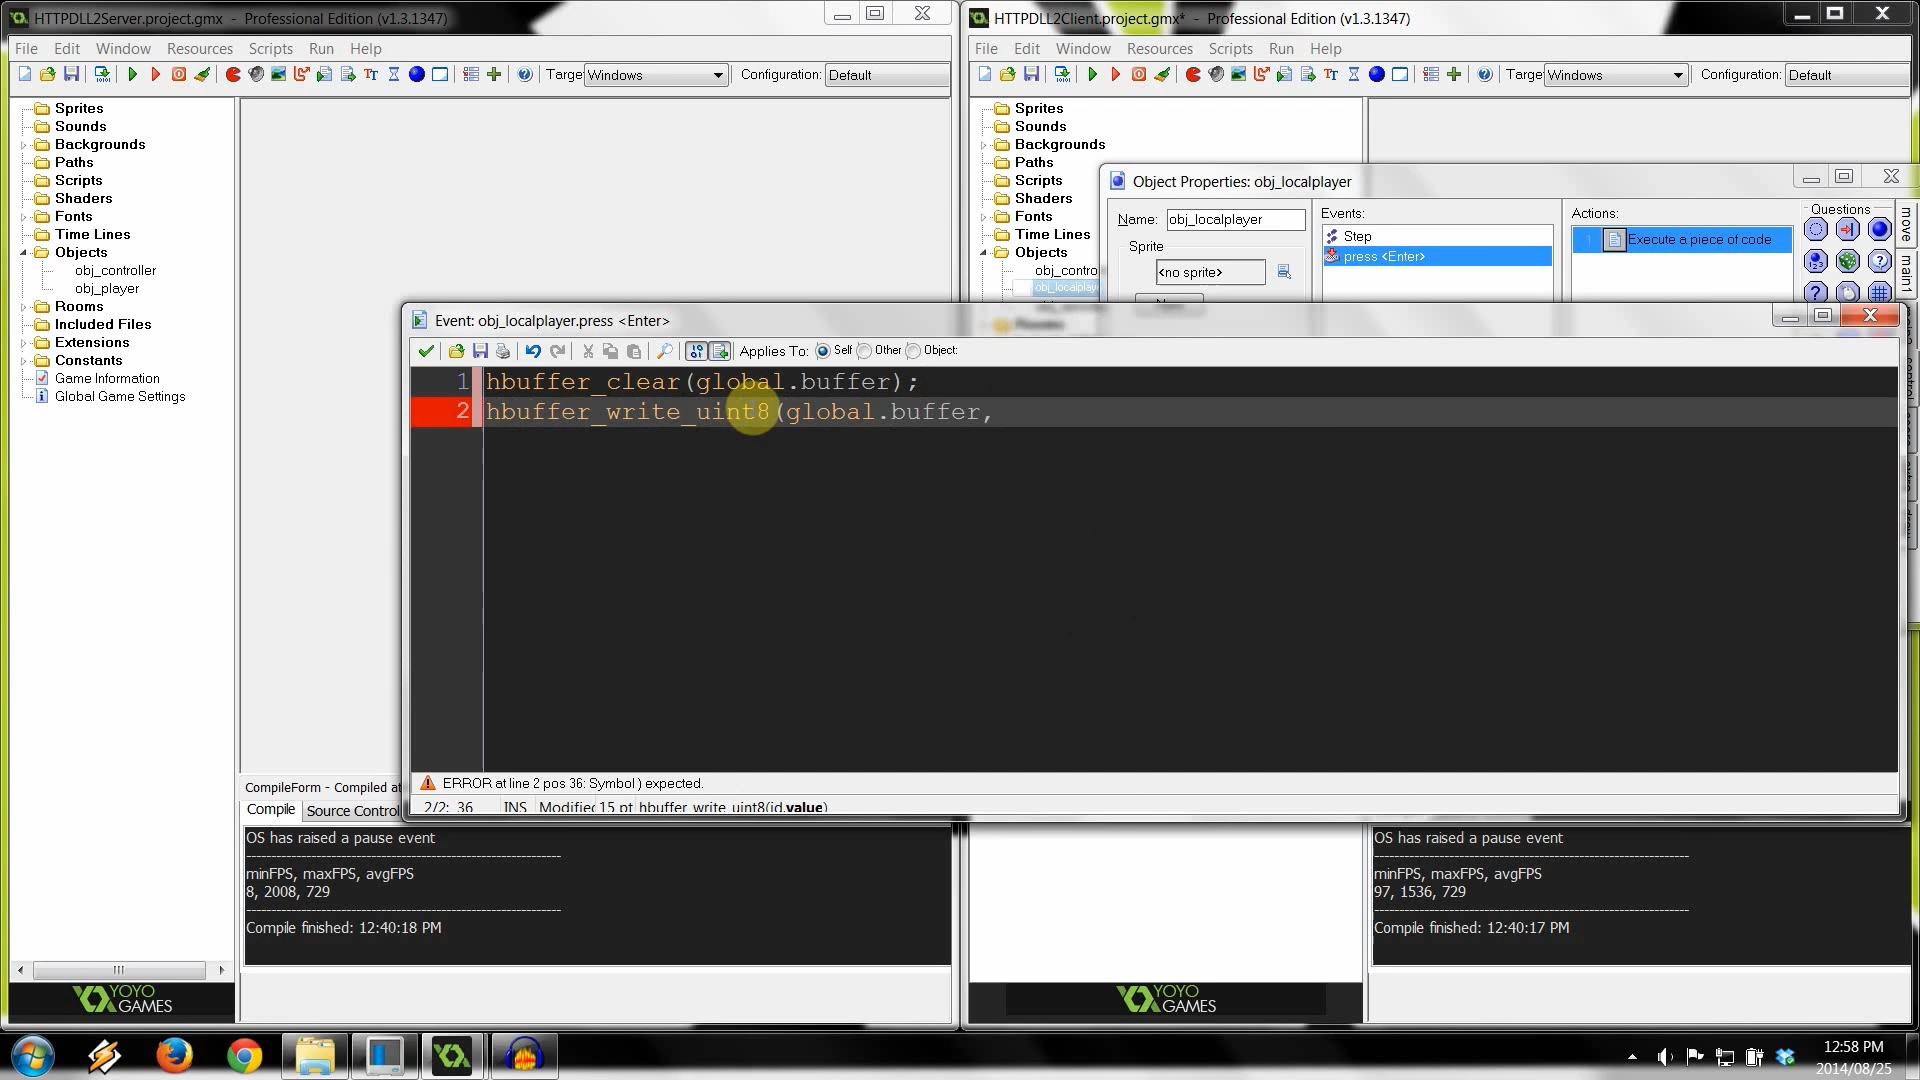 HTTPDLL2Server.project.gmx - Professional Edition (v1.3.1347)
File Edit Window Resources Scripts Run Help
Targe Windows Configuration: Default
Sprites
Sounds
Backgrounds
Paths
Scripts
Shaders
Fonts
Time Lines
Objects
obj_controller
obj_player
Rooms
Included Files
Extensions
Constants
Game Information
Global Game Settings
YOYO
GAMES
CompileForm - Compiled at
Compile Source Control
OS has raised a pause event
minFPS, maxFPS, avgFPS
8, 2008, 729
Compile finished: 12:40:18 PM
HTTPDLL2Client.project.gmx* - Professional Edition (v1.3.1347)
File Edit Window Resources Scripts Run Help
Targe Windows Configuration: Default
Sprites
Sounds
Backgrounds
Paths
Scripts
Shaders
Fonts
Time Lines
Objects
obj_contro
obj_localplaye
Object Properties: obj_localplayer
Name: obj_localplayer
Sprite
<no sprite>
Events:
Step
press <Enter>
Actions:
Execute a piece of code
Questions
move
main1
Event: obj_localplayer.press <Enter>
Applies To: Self Other Object:
1 hbuffer_clear(global.buffer);
2 hbuffer_write_uint8(global.buffer,
ERROR at line 2 pos 36: Symbol ) expected.
2/2: 36 INS Modified 15 pt hbuffer_write_uint8(id,value)
OS has raised a pause event
minFPS, maxFPS, avgFPS
97, 1536, 729
Compile finished: 12:40:17 PM
YOYO
GAMES
12:58 PM
2014/08/25